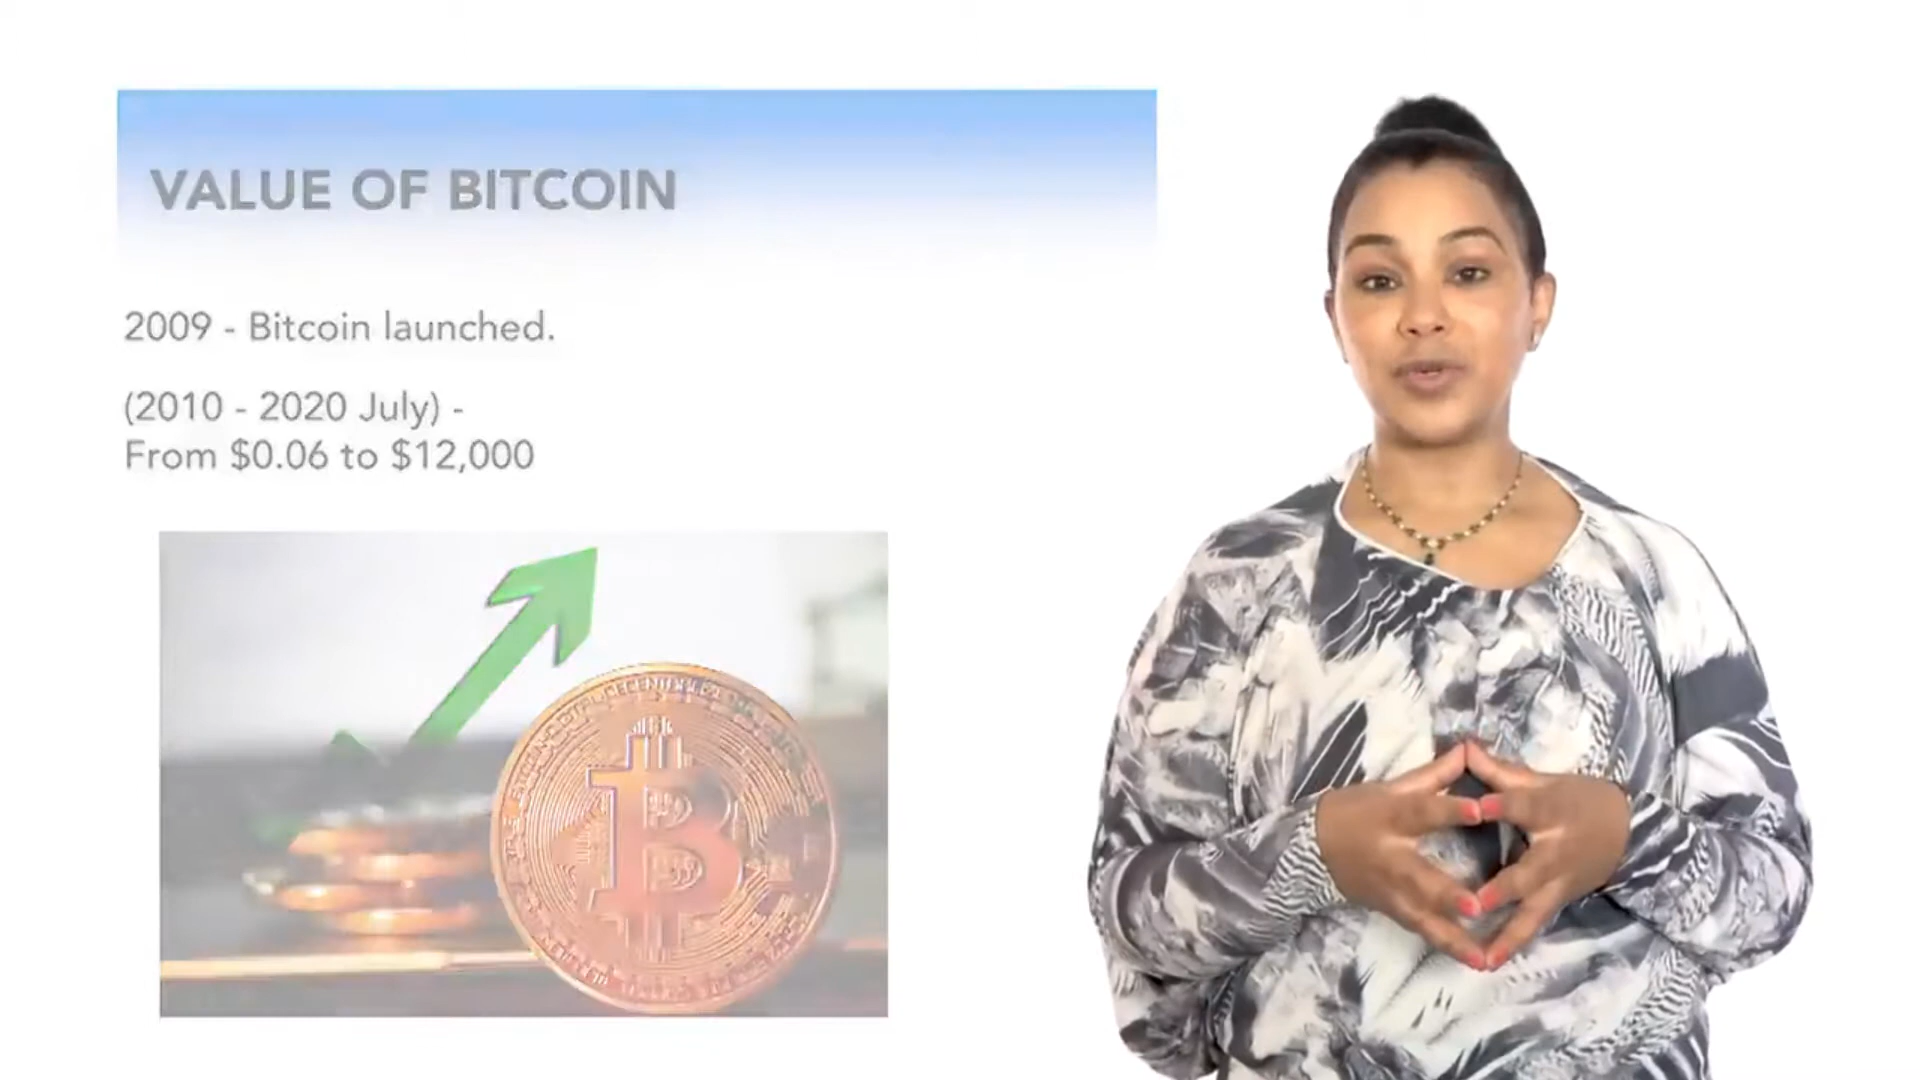 VALUE OF BITCOIN
2009 - Bitcoin launched.
(2010 - 2020 July) -
From $0.06 to $12,000